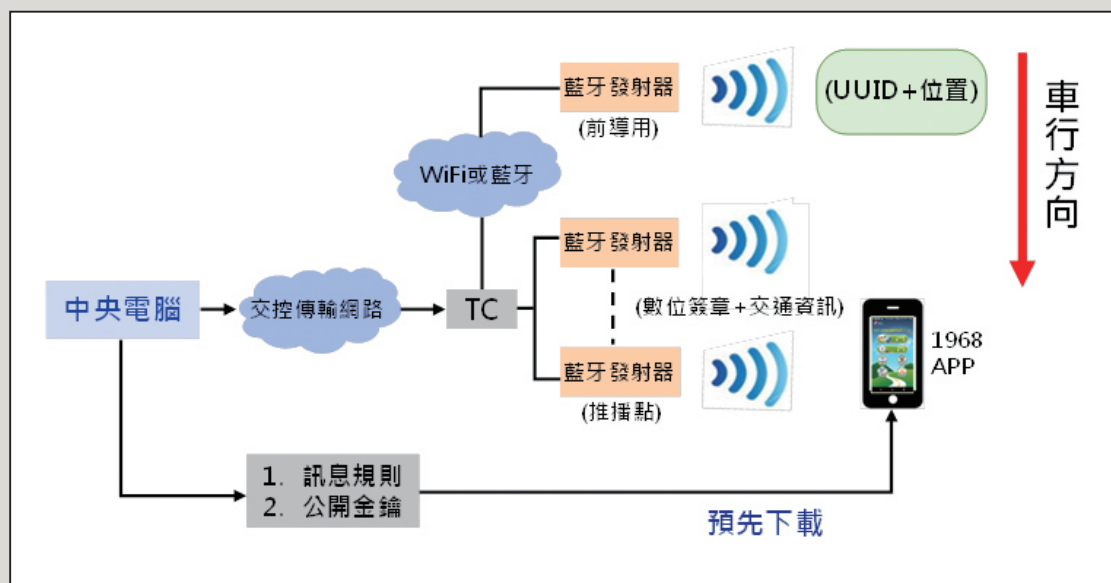 藍牙發射器
(前導用)
(UUID+位置)
車行方向
WiFi或藍牙
藍牙發射器
(數位簽章+交通資訊)
中央電腦
交控傳輸網路
TC
藍牙發射器
(推播點)
1968
APP
1. 訊息規則
2. 公開金鑰
預先下載